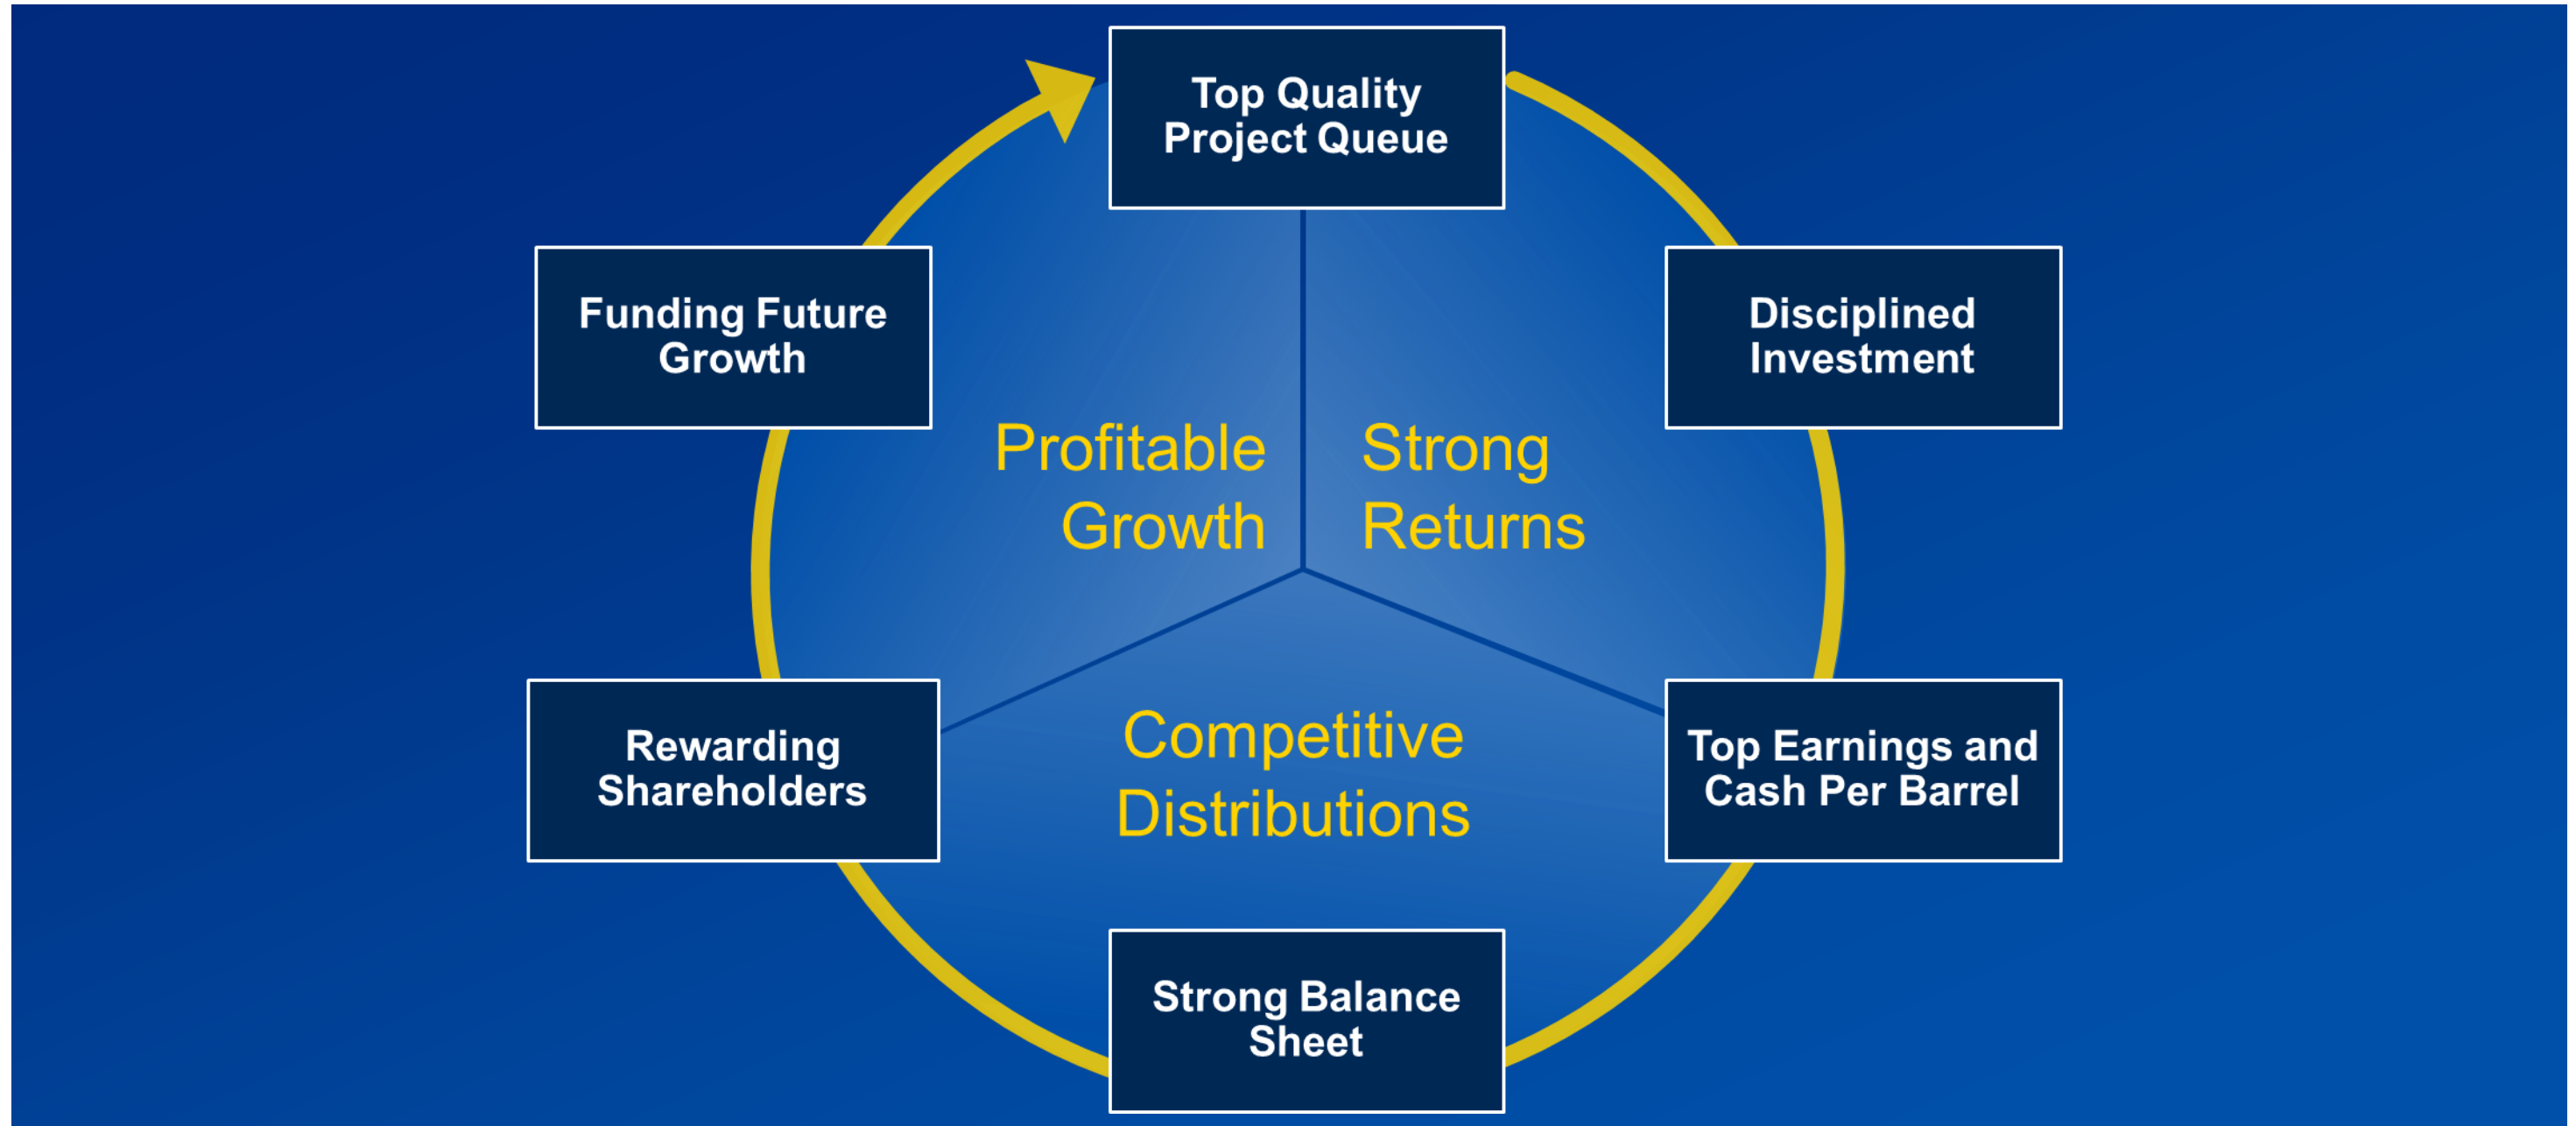 Top Quality
Project Queue
Funding Future
Growth
Disciplined
Investment
Profitable
Growth
Strong
Returns
Rewarding
Shareholders
Competitive
Distributions
Top Earnings and
Cash Per Barrel
Strong Balance
Sheet